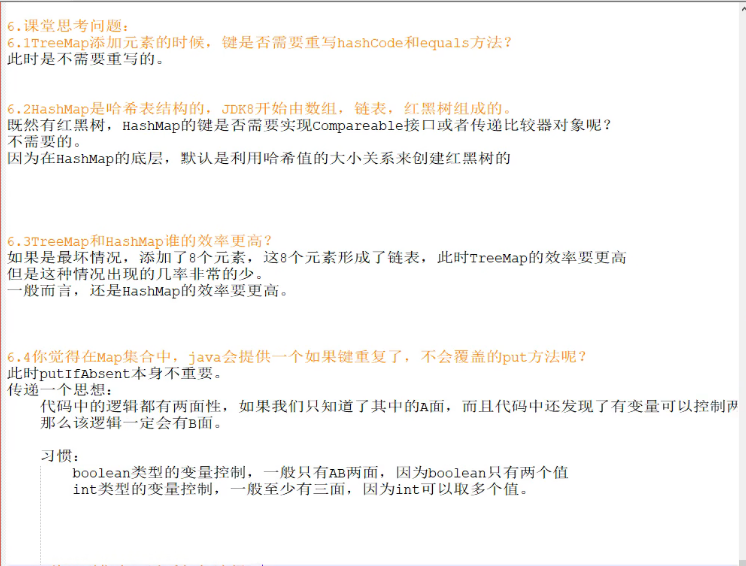 6.课堂思考问题：
6.1TreeMap添加元素的时候，键是否需要重写hashCode和equals方法？
此时是不需要重写的。
6.2HashMap是哈希表结构的，JDK8开始由数组，链表，红黑树组成的。
既然有红黑树，HashMap的键是否需要实现Compareable接口或者传递比较器对象呢？
不需要的。
因为在HashMap的底层，默认是利用哈希值的大小关系来创建红黑树的
6.3TreeMap和HashMap谁的效率更高？
如果是最坏情况，添加了8个元素，这8个元素形成了链表，此时TreeMap的效率要更高
但是这种情况出现的几率非常的少。
一般而言，还是HashMap的效率要更高。
6.4你觉得在Map集合中，java会提供一个如果键重复了，不会覆盖的put方法呢？
此时putIfAbsent本身不重要。
传递一个思想：
代码中的逻辑都有两面性，如果我们只知道了其中的A面，而且代码中还发现了有变量可以控制两
那么该逻辑一定会有B面。
习惯：
boolean类型的变量控制，一般只有AB两面，因为boolean只有两个值
int类型的变量控制，一般至少有三面，因为int可以取多个值。